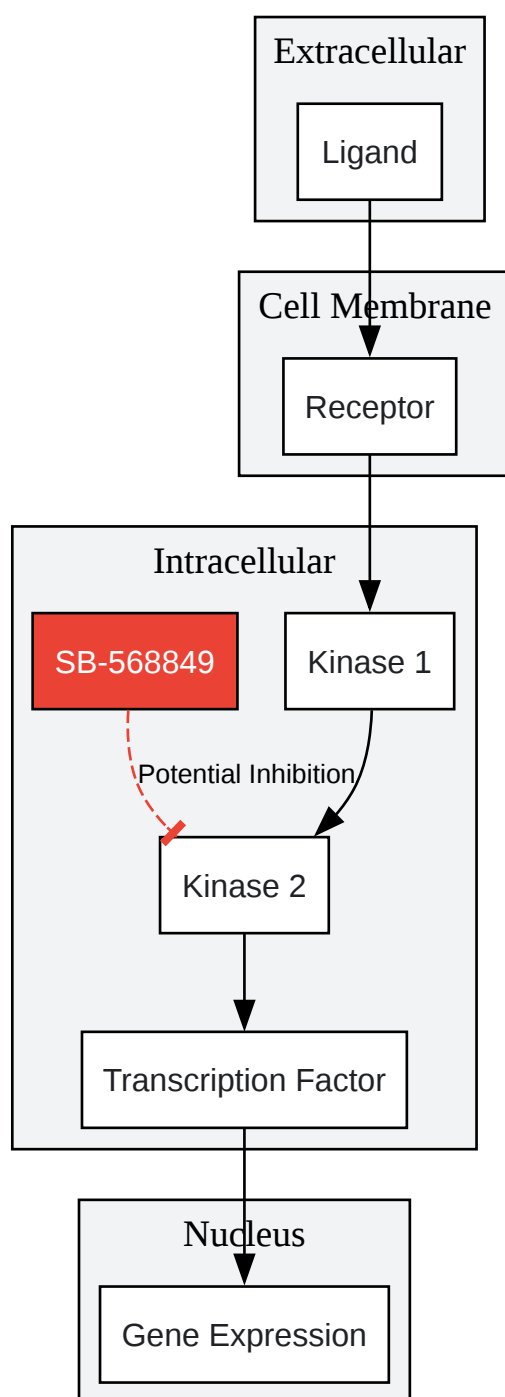 Extracellular
Ligand
Cell Membrane
Receptor
Intracellular
SB-568849
Kinase 1
Potential Inhibition
Kinase 2
Transcription Factor
Nucleus
Gene Expression